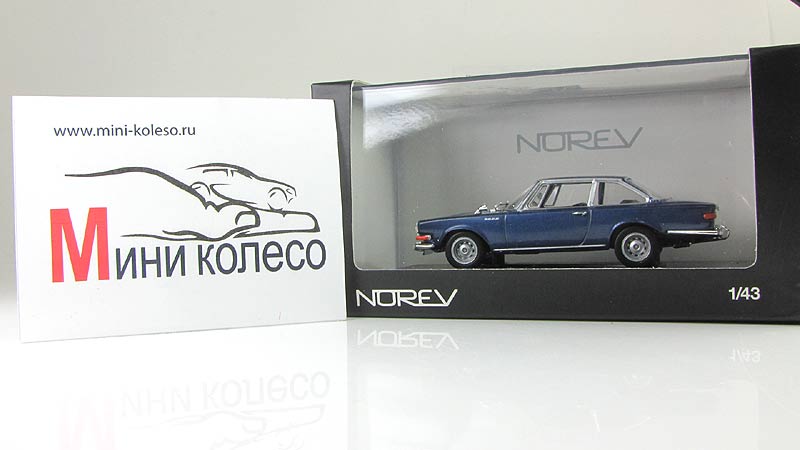 www.mini-koleso.ru
Мини колесо
NOREV
NOREV
1/43